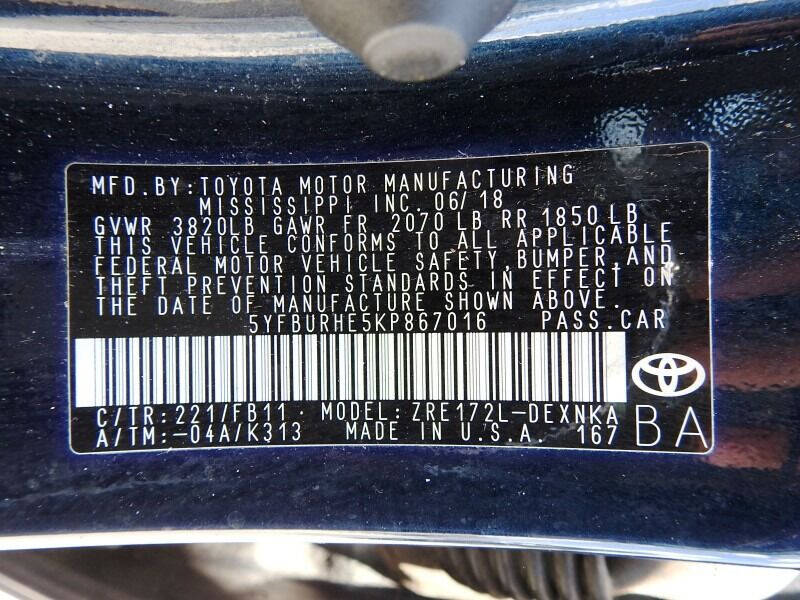 MFD.BY:TOYOTA MOTOR MANUFACTURING
MISSISSIPPI INC. 06/18
GVWR 3820LB GAWR FR 2070 LB RR 1850 LB
THIS VEHICLE CONFORMS TO ALL APPLICABLE
FEDERAL MOTOR VEHICLE SAFETY,BUMPER,AND
THEFT PREVENTION STANDARDS IN EFFECT ON
THE DATE OF MANUFACTURE SHOWN ABOVE.
5YFBURHE5KP867016 PASS.CAR
C/TR:221/FB11 MODEL:ZRE172L-DEXNKA
A/TM:-04A/K313 MADE IN U.S.A. 167
BA